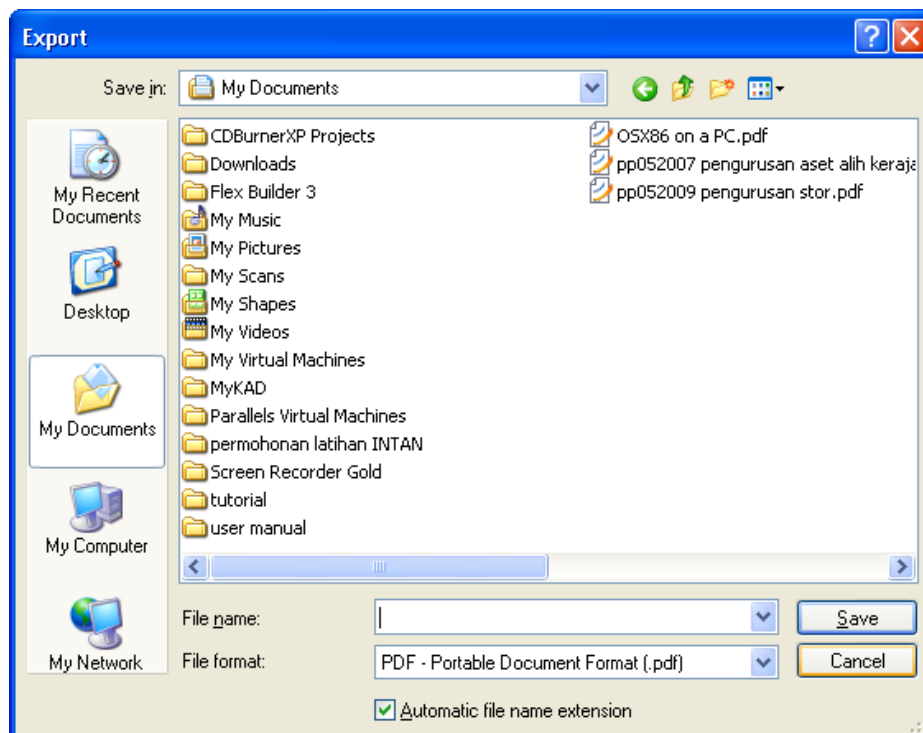 Export
Save in:
My Documents
My Recent
Documents
Desktop
My Documents
My Computer
My Network
CDBurnerXP Projects
Downloads
Flex Builder 3
My Music
My Pictures
My Scans
My Shapes
My Videos
My Virtual Machines
MyKAD
Parallels Virtual Machines
permohonan latihan INTAN
Screen Recorder Gold
tutorial
user manual
OSX86 on a PC.pdf
pp052007 pengurusan aset alih keraja
pp052009 pengurusan stor.pdf
File name:
Save
File format:
PDF - Portable Document Format (.pdf)
Cancel
Automatic file name extension